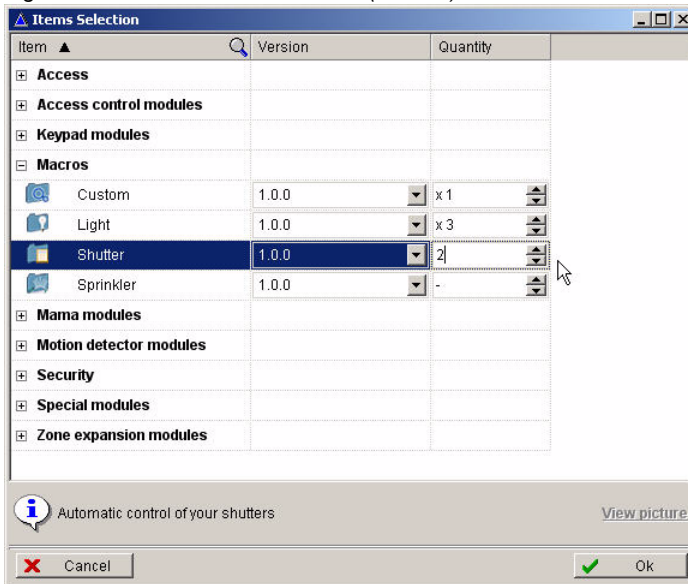 Items Selection
Item Version Quantity
Access
Access control modules
Keypad modules
Macros
Custom 1.0.0 x 1
Light 1.0.0 x 3
Shutter 1.0.0 2
Sprinkler 1.0.0 -
Mama modules
Motion detector modules
Security
Special modules
Zone expansion modules
Automatic control of your shutters View picture
Cancel Ok